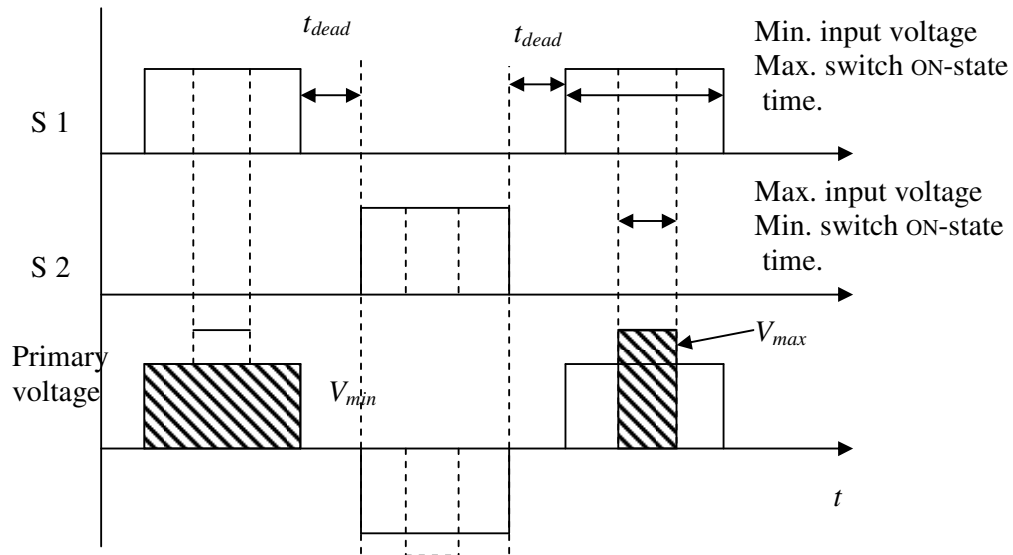 t_dead
t_dead
Min. input voltage
Max. switch ON-state
time.
S 1
Max. input voltage
Min. switch ON-state
time.
S 2
V_max
Primary
voltage
V_min
t